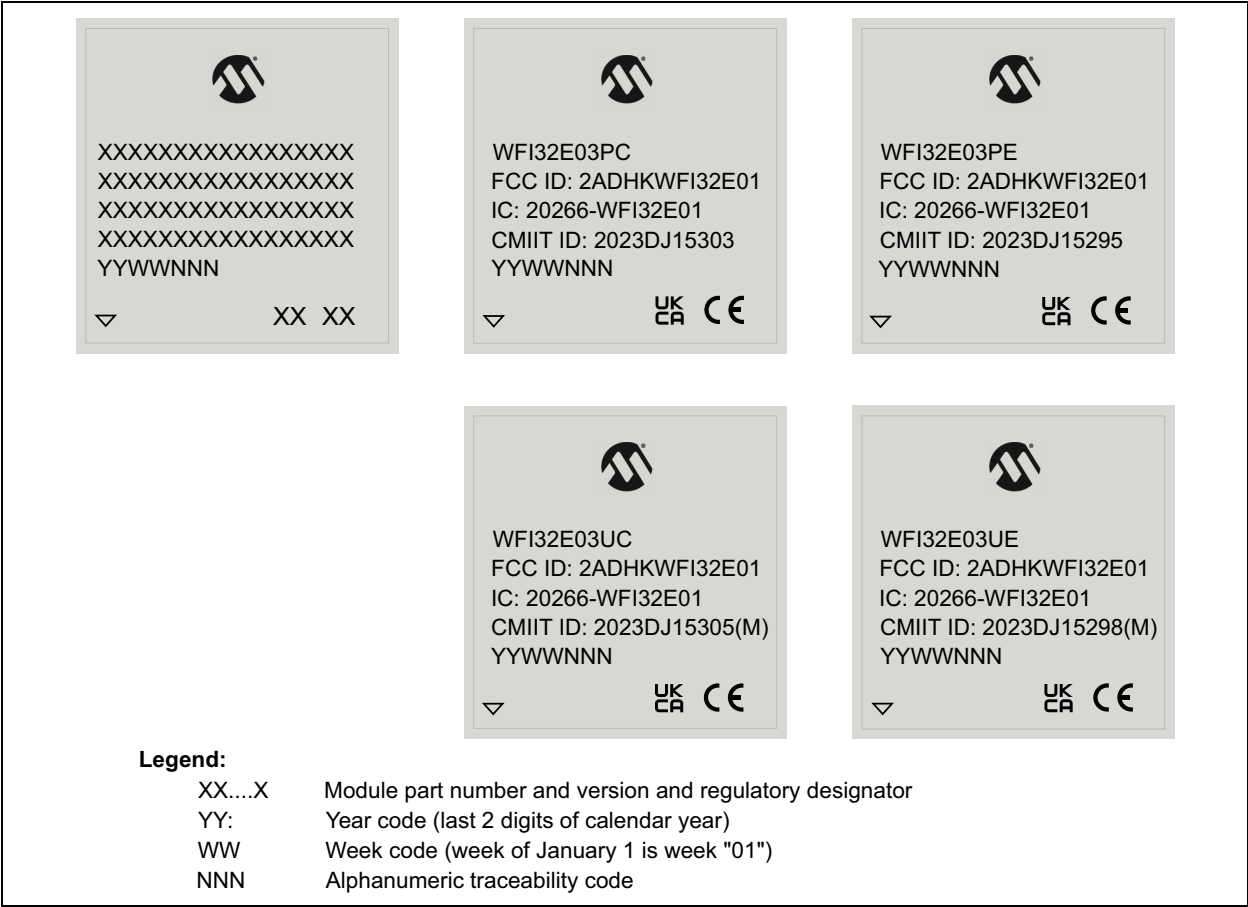 XXXXXXXXXXXXXXXXX
XXXXXXXXXXXXXXXXX
XXXXXXXXXXXXXXXXX
XXXXXXXXXXXXXXXXX
YYWWNNN
XX XX
WFI32E03PC
FCC ID: 2ADHKWFI32E01
IC: 20266-WFI32E01
CMIIT ID: 2023DJ15303
YYWWNNN
UK
CA CE
WFI32E03PE
FCC ID: 2ADHKWFI32E01
IC: 20266-WFI32E01
CMIIT ID: 2023DJ15295
YYWWNNN
UK
CA CE
WFI32E03UC
FCC ID: 2ADHKWFI32E01
IC: 20266-WFI32E01
CMIIT ID: 2023DJ15305(M)
YYWWNNN
UK
CA CE
WFI32E03UE
FCC ID: 2ADHKWFI32E01
IC: 20266-WFI32E01
CMIIT ID: 2023DJ15298(M)
YYWWNNN
UK
CA CE
Legend:
XX....X Module part number and version and regulatory designator
YY: Year code (last 2 digits of calendar year)
WW Week code (week of January 1 is week "01")
NNN Alphanumeric traceability code